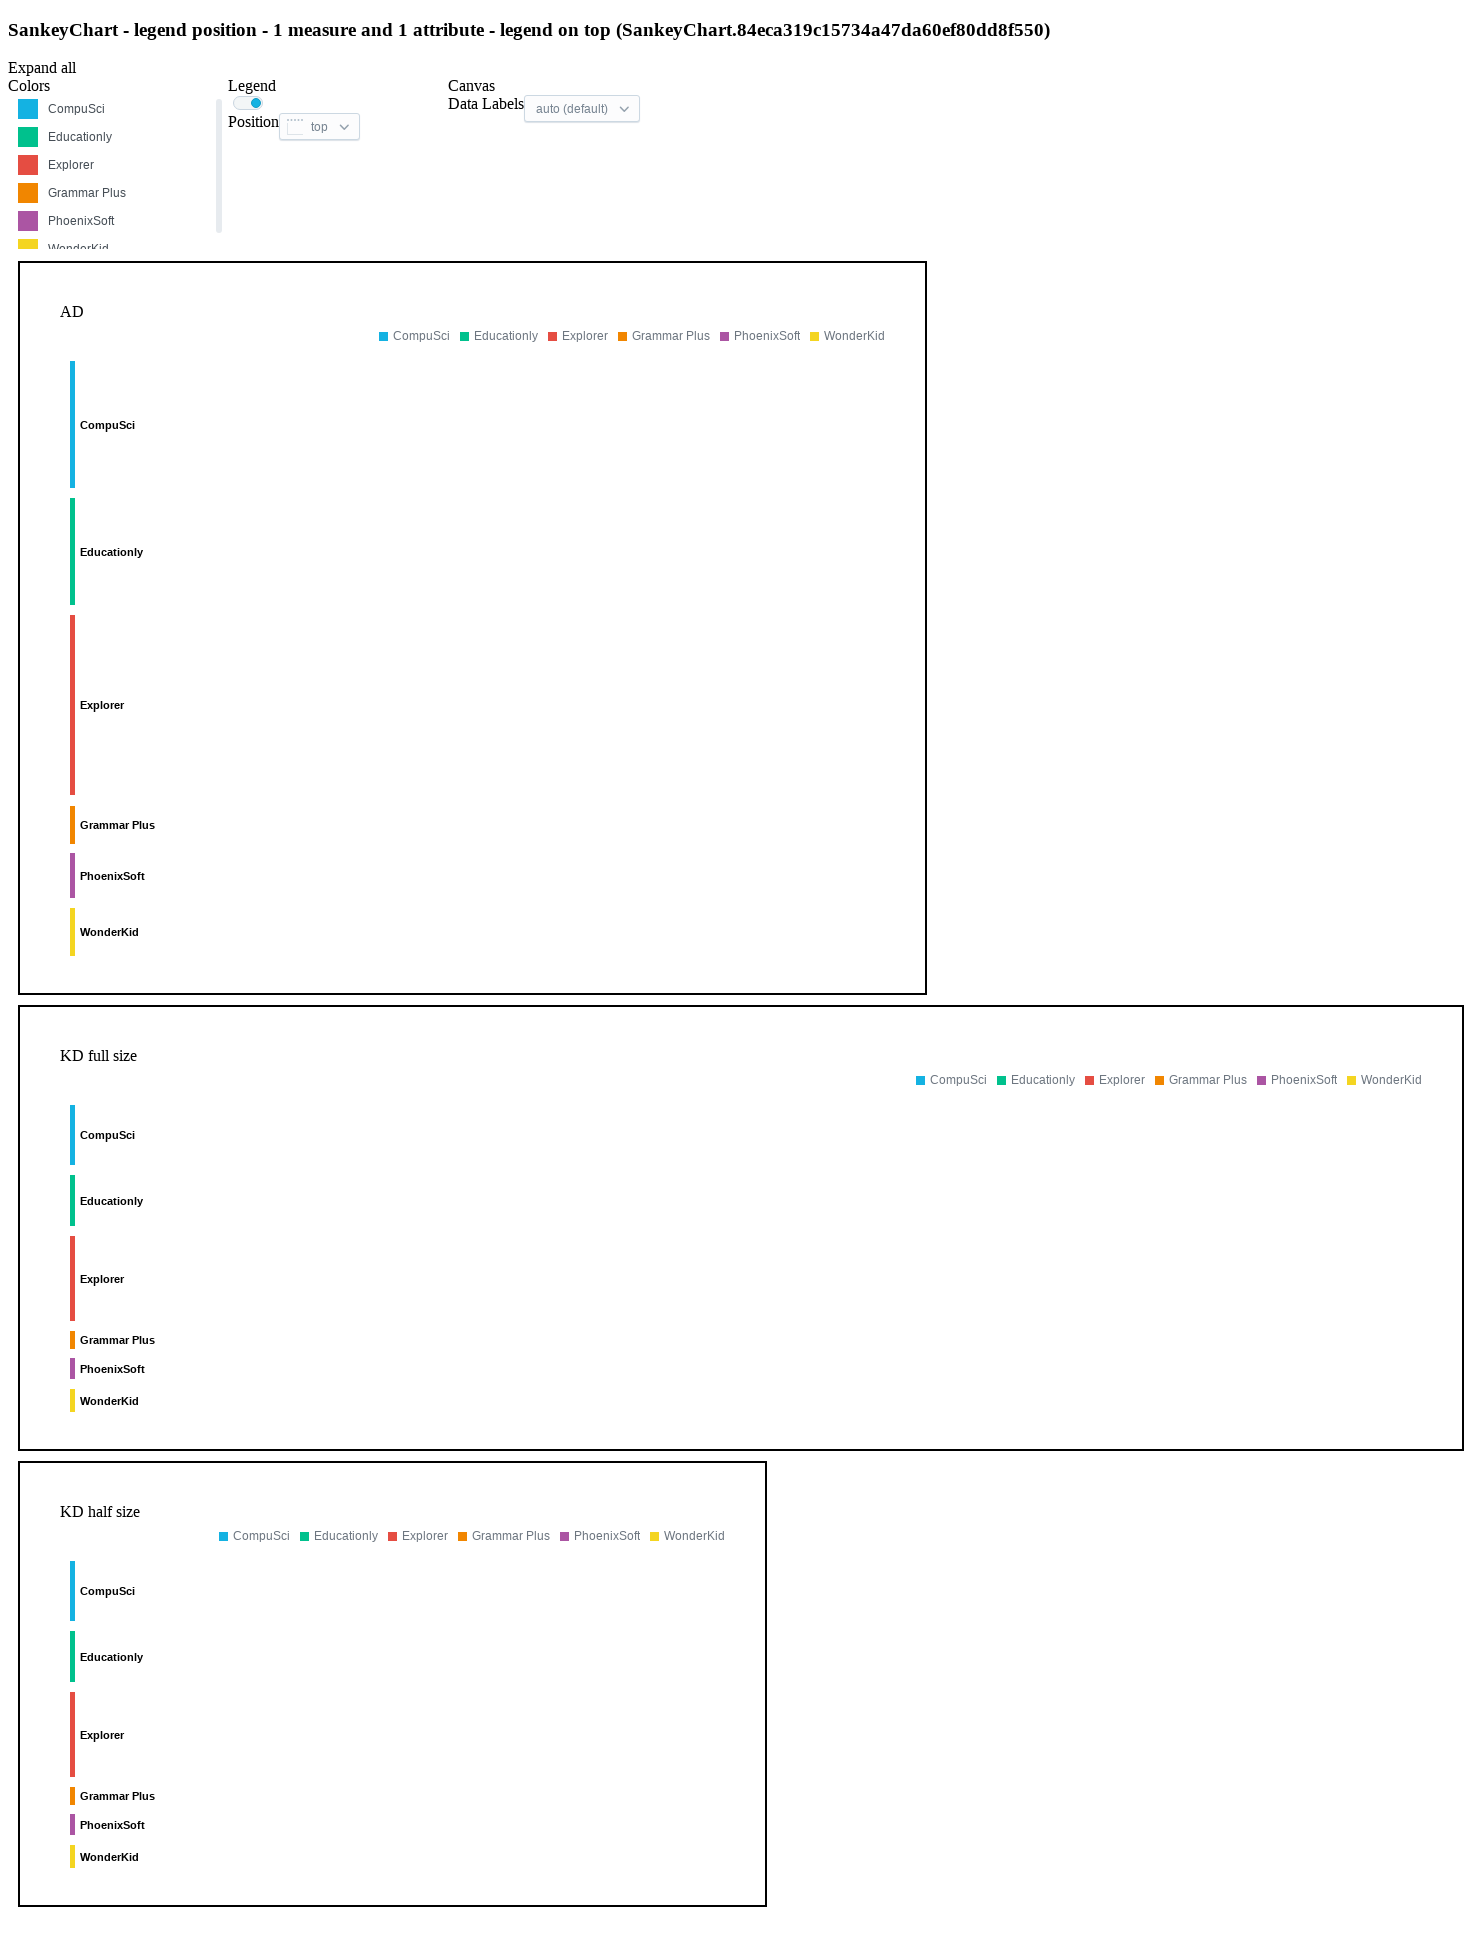 SankeyChart - legend position - 1 measure and 1 attribute - legend on top (SankeyChart.84eca319c15734a47da60ef80dd8f550)
Expand all
Colors
CompuSci
Educationly
Explorer
Grammar Plus
PhoenixSoft
WonderKid
Legend
Position top
Canvas
Data Labels auto (default)
AD
CompuSci Educationly Explorer Grammar Plus PhoenixSoft WonderKid
CompuSci
Educationly
Explorer
Grammar Plus
PhoenixSoft
WonderKid
KD full size
CompuSci Educationly Explorer Grammar Plus PhoenixSoft WonderKid
CompuSci
Educationly
Explorer
Grammar Plus
PhoenixSoft
WonderKid
KD half size
CompuSci Educationly Explorer Grammar Plus PhoenixSoft WonderKid
CompuSci
Educationly
Explorer
Grammar Plus
PhoenixSoft
WonderKid